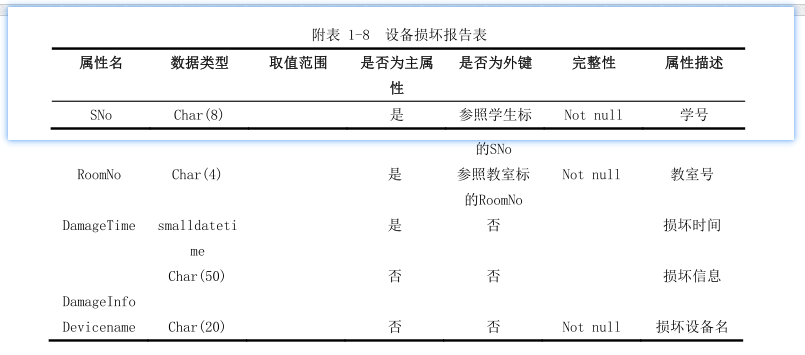 附表 1-8 设备损坏报告表
属性名 数据类型 取值范围 是否为主属 是否为外键 完整性 属性描述
性
SNo Char(8) 是 参照学生标 Not null 学号
的SNo
RoomNo Char(4) 是 参照教室标 Not null 教室号
的RoomNo
DamageTime smalldateti 是 否 损坏时间
me
Char(50) 否 否 损坏信息
DamageInfo
Devicename Char(20) 否 否 Not null 损坏设备名